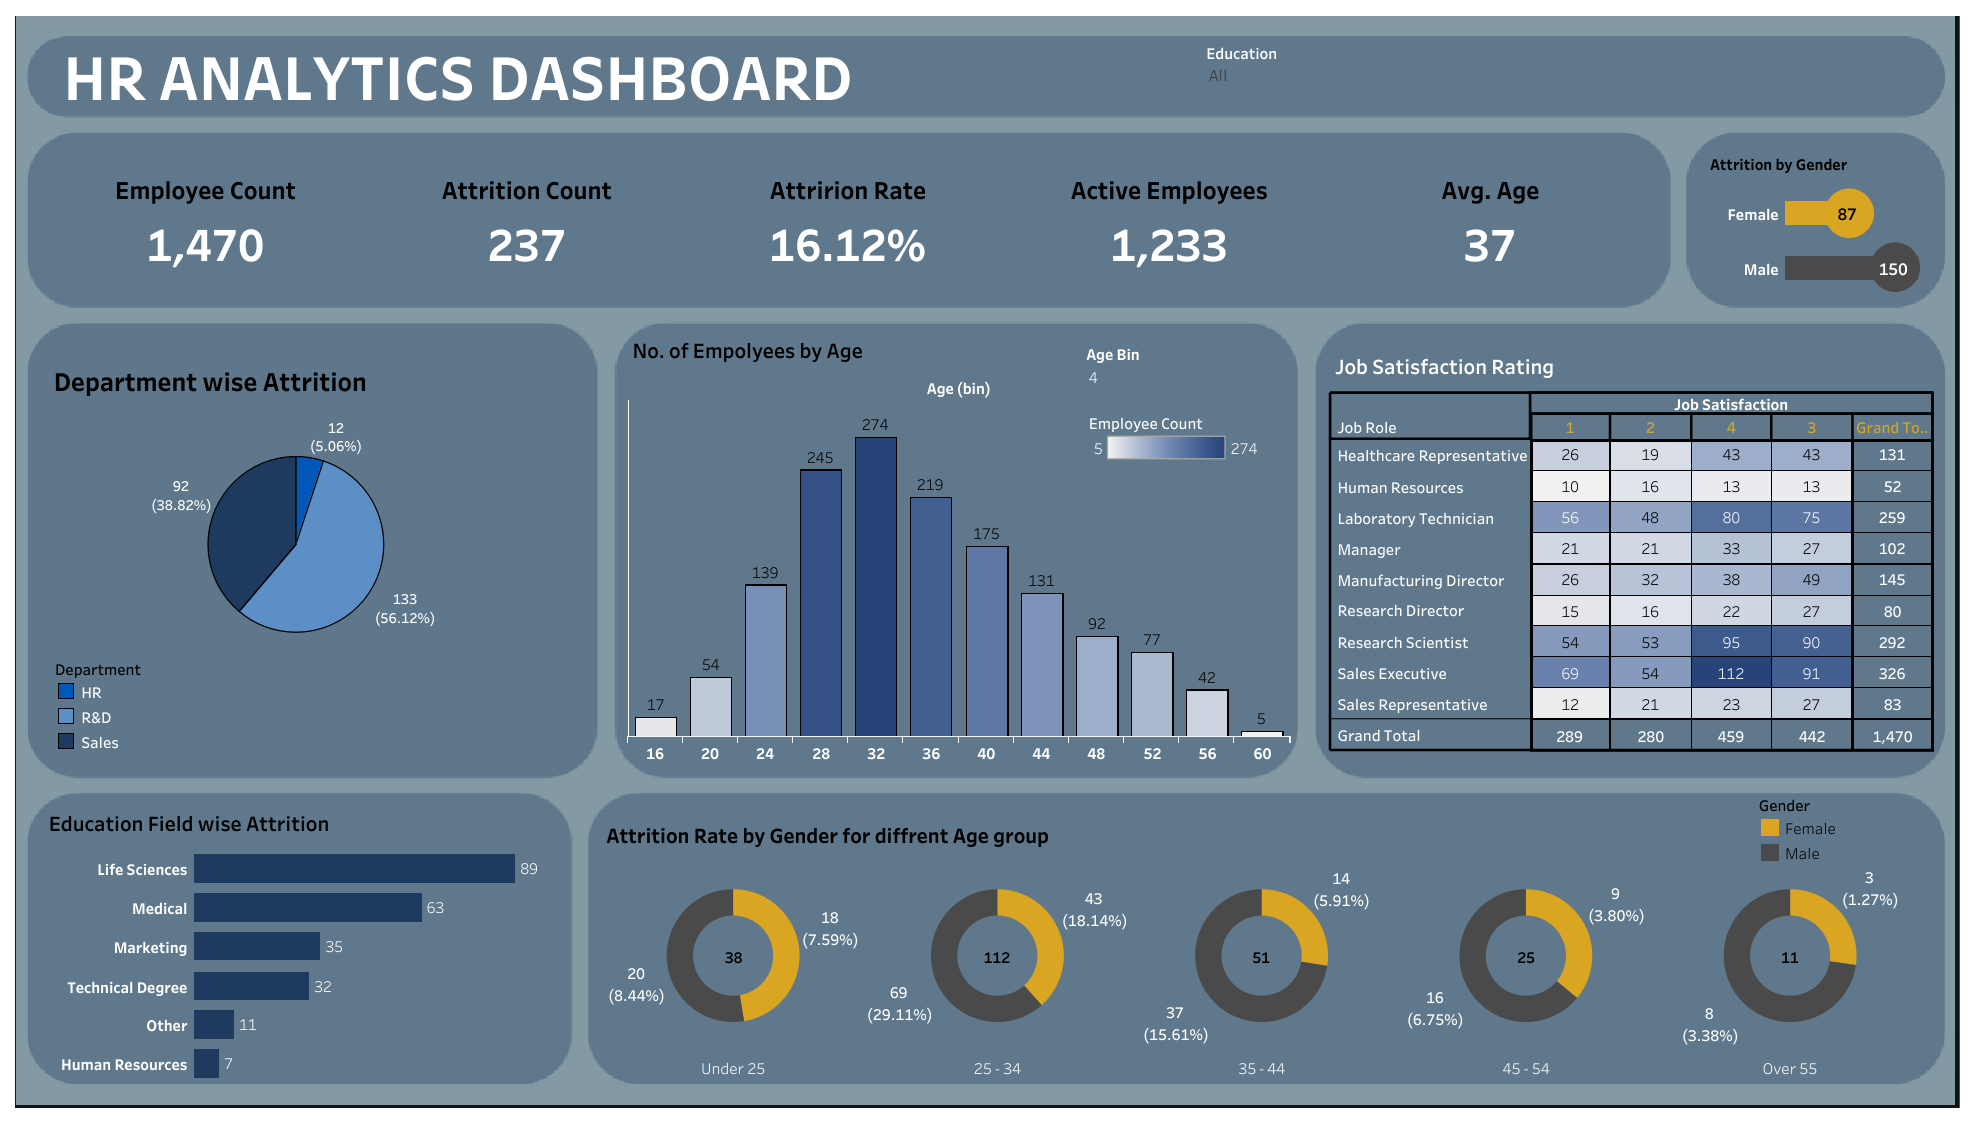 HR ANALYTICS DASHBOARD
Education
All
Employee Count
1,470
Attrition Count
237
Attririon Rate
16.12%
Active Employees
1,233
Avg. Age
37
Attrition by Gender
Female 87
Male 150
Department wise Attrition
12
(5.06%)
92
(38.82%)
133
(56.12%)
Department
HR
R&D
Sales
No. of Empolyees by Age
Age Bin
4
Age (bin)
Employee Count
5 274
17 54 139 245 274 219 175 131 92 77 42 5
16 20 24 28 32 36 40 44 48 52 56 60
Job Satisfaction Rating
Job Satisfaction
Job Role 1 2 4 3 Grand To..
Healthcare Representative 26 19 43 43 131
Human Resources 10 16 13 13 52
Laboratory Technician 56 48 80 75 259
Manager 21 21 33 27 102
Manufacturing Director 26 32 38 49 145
Research Director 15 16 22 27 80
Research Scientist 54 53 95 90 292
Sales Executive 69 54 112 91 326
Sales Representative 12 21 23 27 83
Grand Total 289 280 459 442 1,470
Education Field wise Attrition
Life Sciences 89
Medical 63
Marketing 35
Technical Degree 32
Other 11
Human Resources 7
Attrition Rate by Gender for diffrent Age group
Gender
Female
Male
18
(7.59%)
38
20
(8.44%)
Under 25
43
(18.14%)
112
69
(29.11%)
25 - 34
14
(5.91%)
51
37
(15.61%)
35 - 44
9
(3.80%)
25
16
(6.75%)
45 - 54
3
(1.27%)
11
8
(3.38%)
Over 55